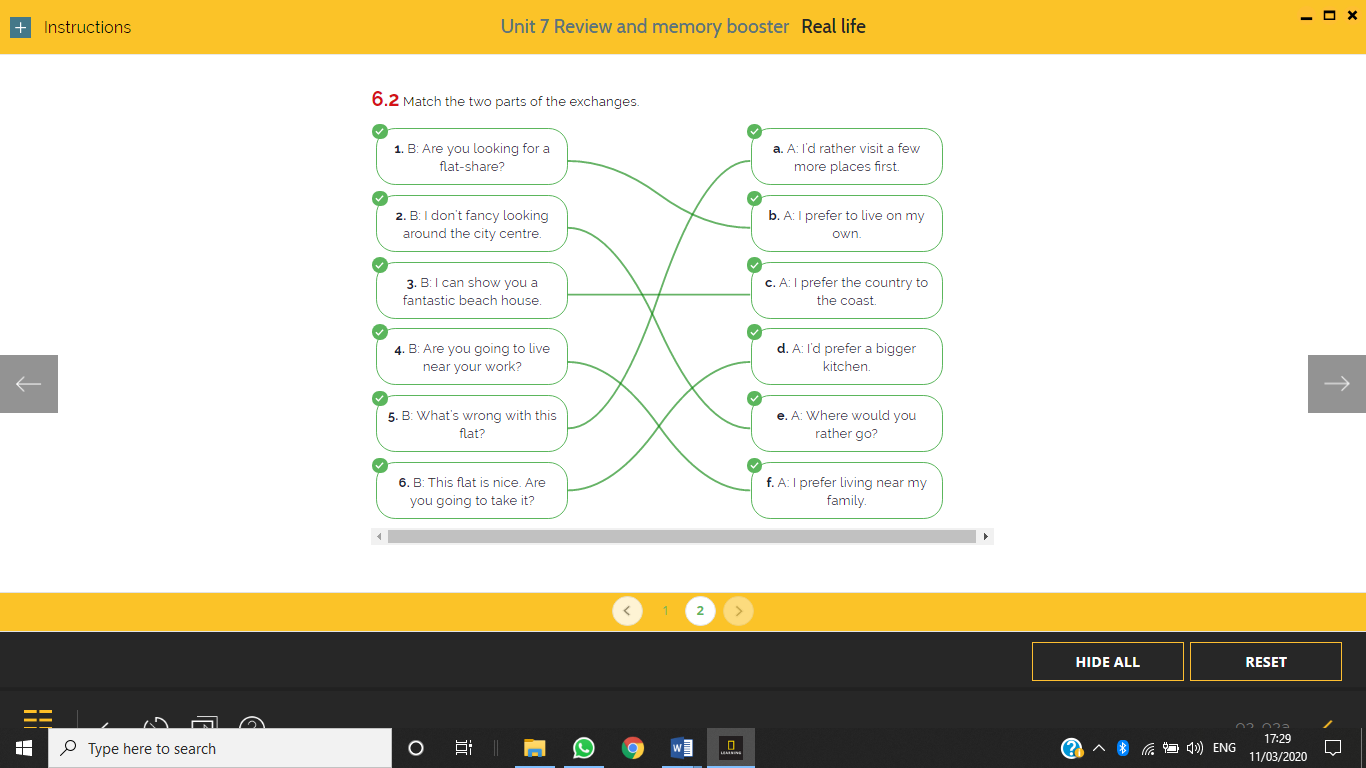 Instructions
Unit 7 Review and memory booster Real life
6.2 Match the two parts of the exchanges.
1. B: Are you looking for a
flat-share?
2. B: I don't fancy looking
around the city centre.
3. B: I can show you a
fantastic beach house.
4. B: Are you going to live
near your work?
5. B: What's wrong with this
flat?
6. B: This flat is nice. Are
you going to take it?
a. A: I'd rather visit a few
more places first.
b. A: I prefer to live on my
own.
c. A: I prefer the country to
the coast.
d. A: I'd prefer a bigger
kitchen.
e. A: Where would you
rather go?
f. A: I prefer living near my
family.
1 2
HIDE ALL
RESET
Type here to search
LEARNING
ENG
17:29
11/03/2020